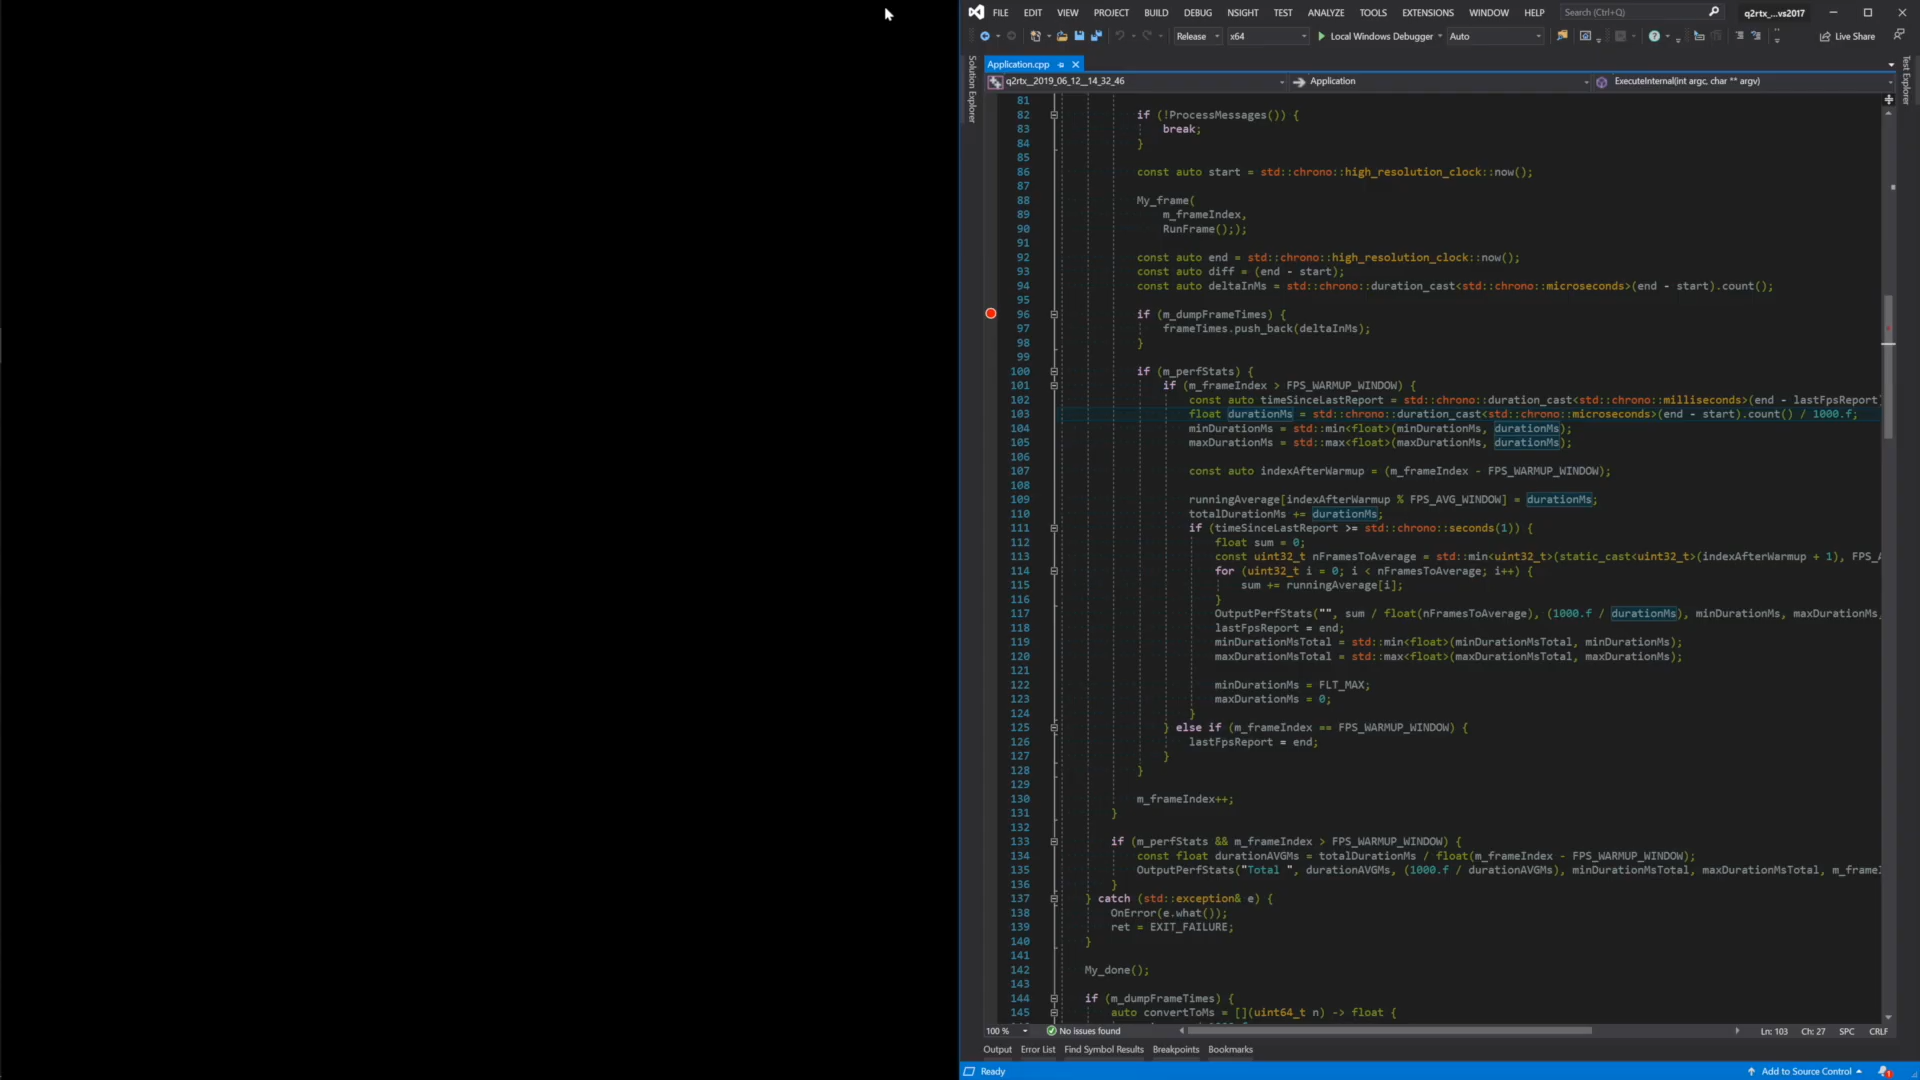 FILE EDIT VIEW PROJECT BUILD DEBUG NSIGHT TEST ANALYZE TOOLS EXTENSIONS WINDOW HELP Search (Ctrl+Q) q2rtx_...vs2017
Release x64 Local Windows Debugger Auto Live Share
Application.cpp
q2rtx__2019_06_12__14_32_46 Application ExecuteInternal(int argc, char ** argv)
Solution Explorer
Test Explorer
81
82 if (!ProcessMessages()) {
83 break;
84 }
85
86 const auto start = std::chrono::high_resolution_clock::now();
87
88 My_frame(
89 m_frameIndex,
90 RunFrame(););
91
92 const auto end = std::chrono::high_resolution_clock::now();
93 const auto diff = (end - start);
94 const auto deltaInMs = std::chrono::duration_cast<std::chrono::microseconds>(end - start).count();
95
96 if (m_dumpFrameTimes) {
97 frameTimes.push_back(deltaInMs);
98 }
99
100 if (m_perfStats) {
101 if (m_frameIndex > FPS_WARMUP_WINDOW) {
102 const auto timeSinceLastReport = std::chrono::duration_cast<std::chrono::milliseconds>(end - lastFpsReport)
103 float durationMs = std::chrono::duration_cast<std::chrono::microseconds>(end - start).count() / 1000.f;
104 minDurationMs = std::min<float>(minDurationMs, durationMs);
105 maxDurationMs = std::max<float>(maxDurationMs, durationMs);
106
107 const auto indexAfterWarmup = (m_frameIndex - FPS_WARMUP_WINDOW);
108
109 runningAverage[indexAfterWarmup % FPS_AVG_WINDOW] = durationMs;
110 totalDurationMs += durationMs;
111 if (timeSinceLastReport >= std::chrono::seconds(1)) {
112 float sum = 0;
113 const uint32_t nFramesToAverage = std::min<uint32_t>(static_cast<uint32_t>(indexAfterWarmup + 1), FPS_A
114 for (uint32_t i = 0; i < nFramesToAverage; i++) {
115 sum += runningAverage[i];
116 }
117 OutputPerfStats("", sum / float(nFramesToAverage), (1000.f / durationMs), minDurationMs, maxDurationMs,
118 lastFpsReport = end;
119 minDurationMsTotal = std::min<float>(minDurationMsTotal, minDurationMs);
120 maxDurationMsTotal = std::max<float>(maxDurationMsTotal, maxDurationMs);
121
122 minDurationMs = FLT_MAX;
123 maxDurationMs = 0;
124 }
125 } else if (m_frameIndex == FPS_WARMUP_WINDOW) {
126 lastFpsReport = end;
127 }
128 }
129
130 m_frameIndex++;
131 }
132
133 if (m_perfStats && m_frameIndex > FPS_WARMUP_WINDOW) {
134 const float durationAVGMs = totalDurationMs / float(m_frameIndex - FPS_WARMUP_WINDOW);
135 OutputPerfStats("Total ", durationAVGMs, (1000.f / durationAVGMs), minDurationMsTotal, maxDurationMsTotal, m_frameI
136 }
137 } catch (std::exception& e) {
138 OnError(e.what());
139 ret = EXIT_FAILURE;
140 }
141
142 My_done();
143
144 if (m_dumpFrameTimes) {
145 auto convertToMs = [](uint64_t n) -> float {
100 % No issues found Ln: 103 Ch: 27 SPC CRLF
Output Error List Find Symbol Results Breakpoints Bookmarks
Ready Add to Source Control 1